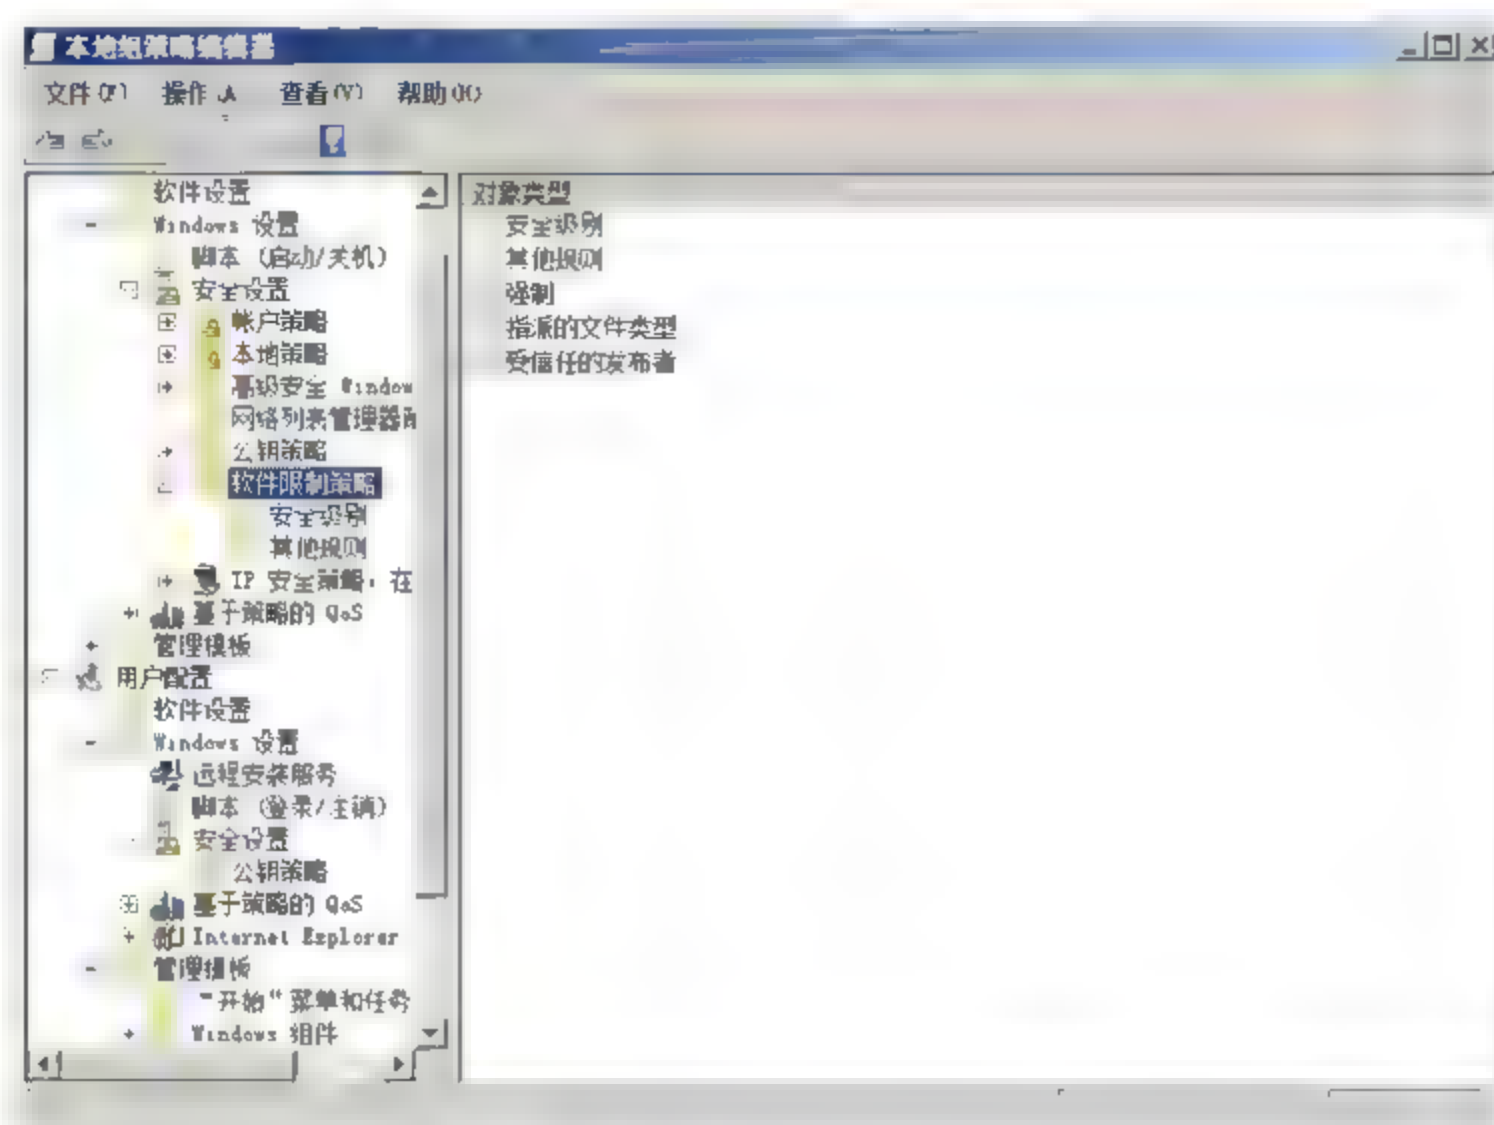 本地组策略编辑器
文件(F) 操作(A) 查看(V) 帮助(H)
软件设置
Windows 设置
脚本（启动/关机）
安全设置
帐户策略
本地策略
高级安全 Window
网络列表管理器
公钥策略
软件限制策略
安全级别
其他规则
IP 安全策略，在
基于策略的 QoS
管理模板
用户配置
软件设置
Windows 设置
远程安装服务
脚本（登录/注销）
安全设置
公钥策略
基于策略的 QoS
Internet Explorer
管理模板
“开始”菜单和任务
Windows 组件
对象类型
安全级别
其他规则
强制
指派的文件类型
受信任的发布者